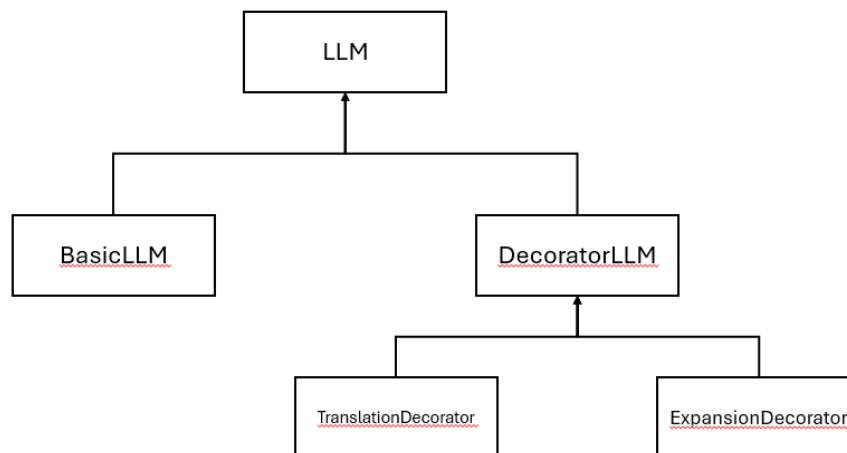 LLM
BasicLLM
DecoratorLLM
TranslationDecorator
ExpansionDecorator